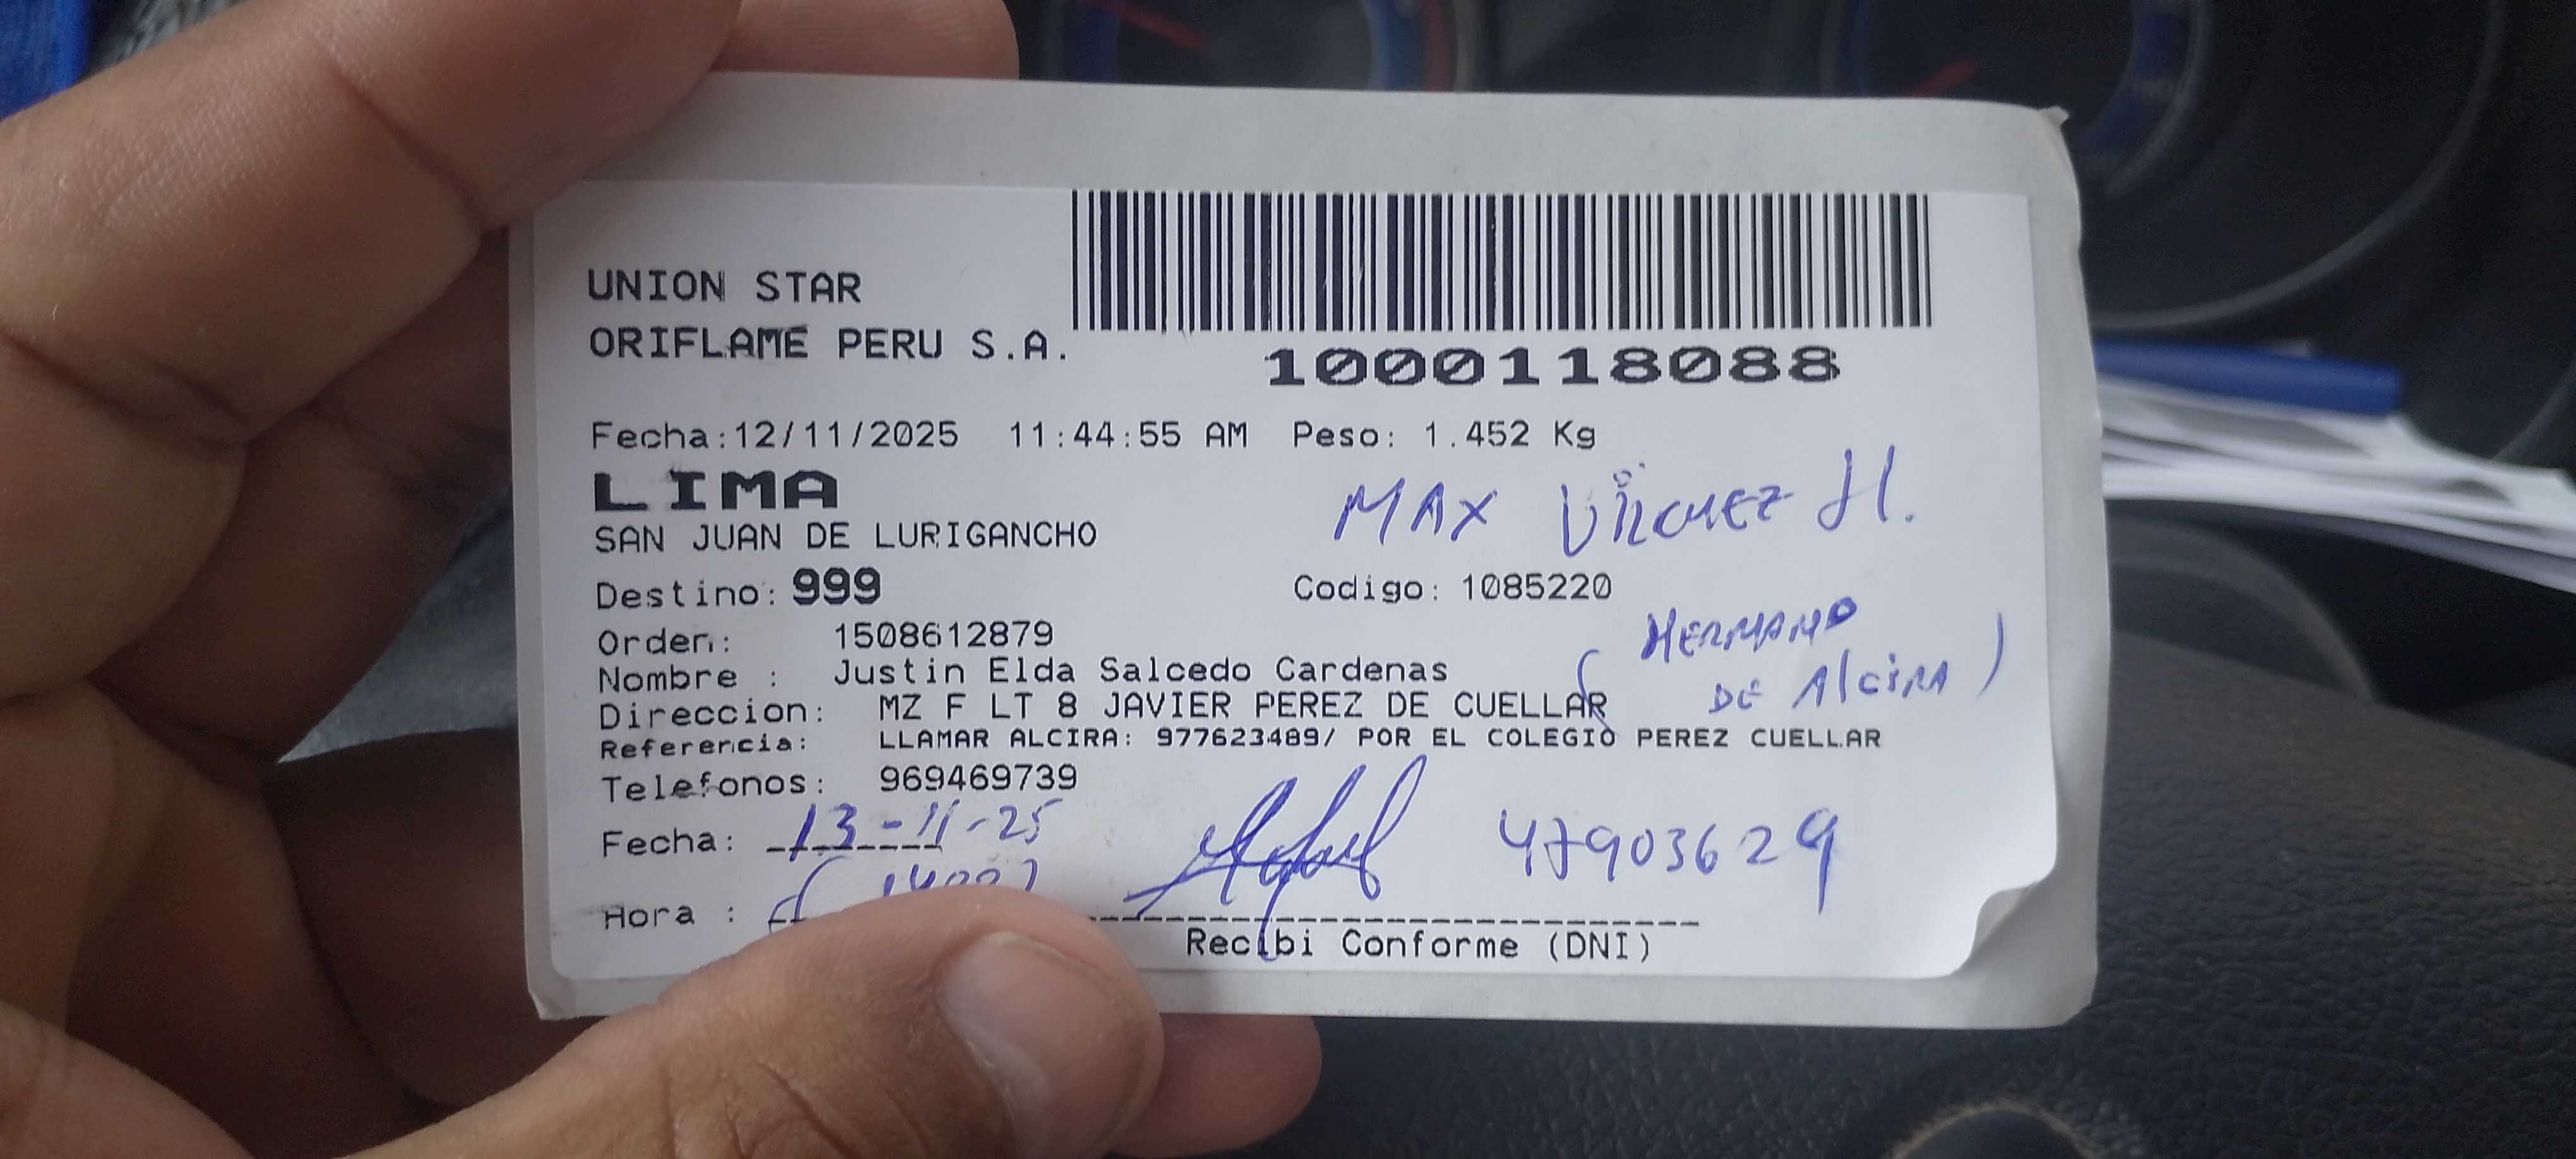 UNION STAR
ORIFLAME PERU S.A.
1000118088
Fecha:12/11/2025 11:44:55 AM Peso: 1.452 Kg
LIMA
MAX VÍLCHEZ H.
SAN JUAN DE LURIGANCHO
Destino: 999 Codigo: 1085220
(HERMANO
DE AlciRA)
Orden: 1508612879
Nombre : Justin Elda Salcedo Cardenas
Direccion: MZ F LT 8 JAVIER PEREZ DE CUELLAR
Referencia: LLAMAR ALCIRA: 977623489/ POR EL COLEGIO PEREZ CUELLAR
Telefonos: 969469739
Fecha: 13-11-25
47903629
Hora :
Recibi Conforme (DNI)